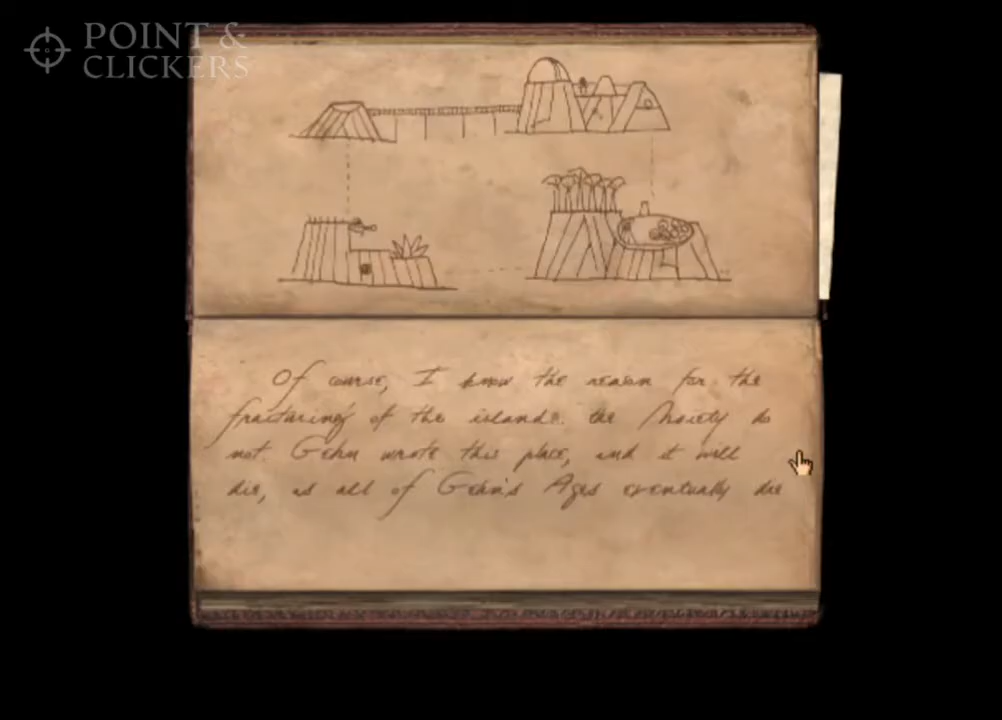 POINT &
CLICKERS
Of course, I know the reason for the
fracturing of the islands. the Moiety do
not. Gehn wrote this place, and it will
die, as all of Gehn's Ages eventually die